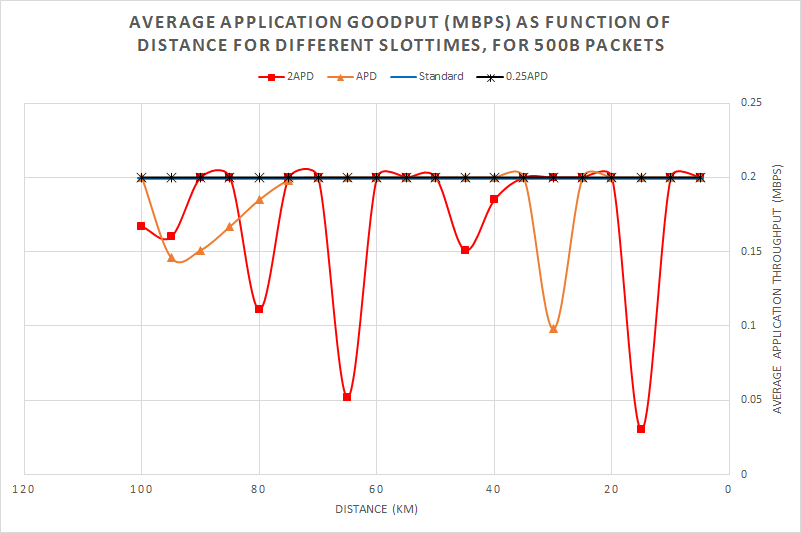 AVERAGE APPLICATION GOODPUT (MBPS) AS FUNCTION OF
DISTANCE FOR DIFFERENT SLOTTIMES, FOR 500B PACKETS
2APD APD Standard 0.25APD
0.25
0.2
0.15
0.1
0.05
0
AVERAGE APPLICATION THROUGHPUT (MBPS)
120 100 80 60 40 20 0
DISTANCE (KM)